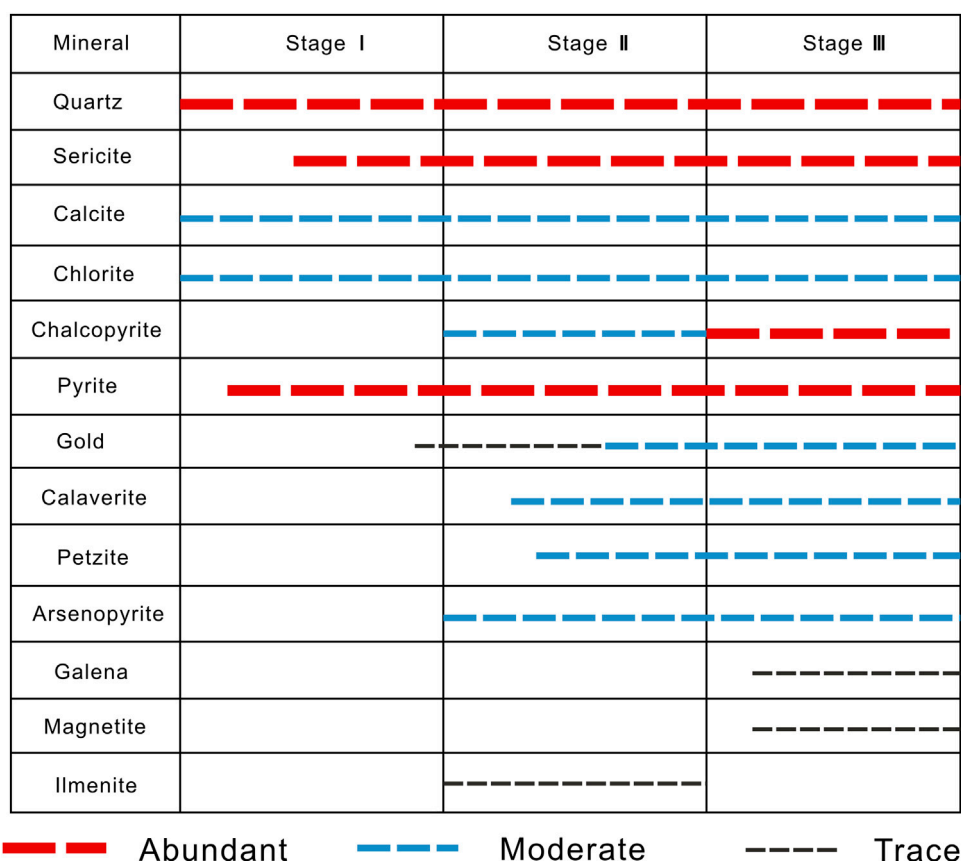 Mineral Stage Ⅰ Stage Ⅱ Stage Ⅲ
Quartz
Sericite
Calcite
Chlorite
Chalcopyrite
Pyrite
Gold
Calaverite
Petzite
Arsenopyrite
Galena
Magnetite
Ilmenite
Abundant Moderate Trace